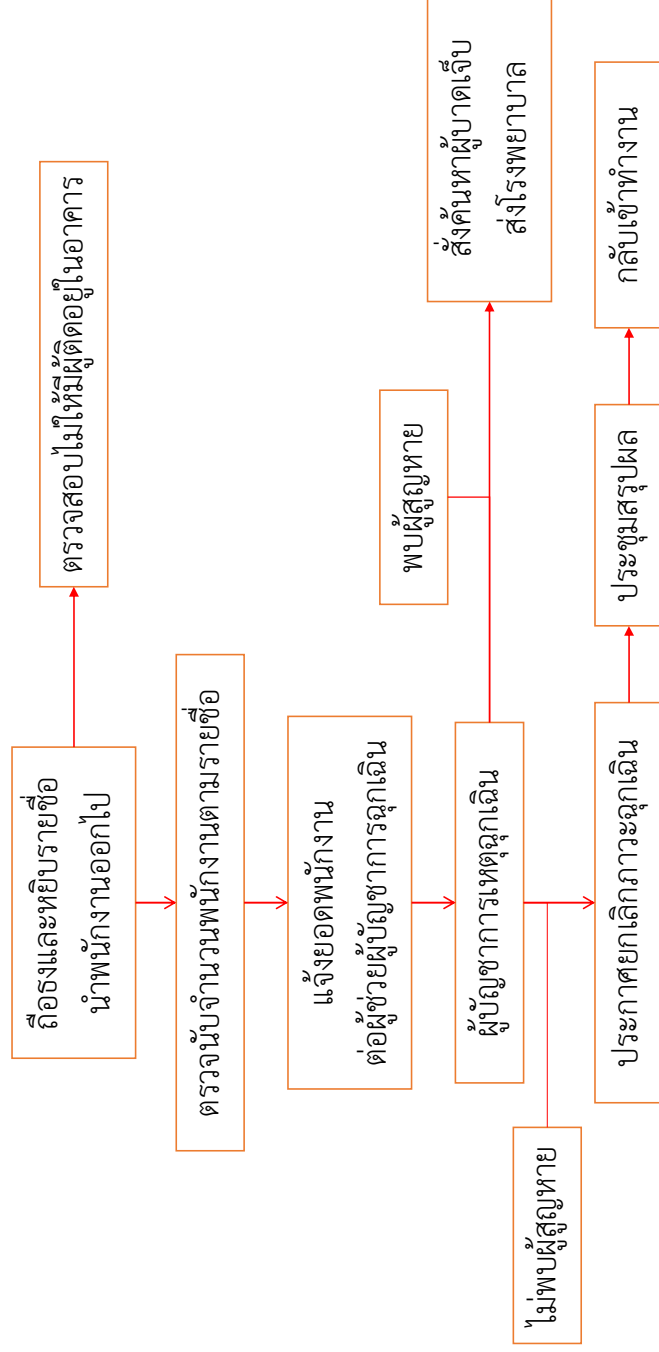 ถือธงและหยิบรายชื่อ
นำพนักงานออกไป
ตรวจสอบไม่ให้มีผู้ติดอยู่ในอาคาร
ตรวจนับจำนวนพนักงานตามรายชื่อ
แจ้งยอดพนักงาน
ต่อผู้ช่วยผู้บัญชาการฉุกเฉิน
ผู้บัญชาการเหตุฉุกเฉิน
พบผู้สูญหาย
สั่งค้นหาผู้บาดเจ็บ
ส่งโรงพยาบาล
ไม่พบผู้สูญหาย
ประกาศยกเลิกภาวะฉุกเฉิน
ประชุมสรุปผล
กลับเข้าทำงาน